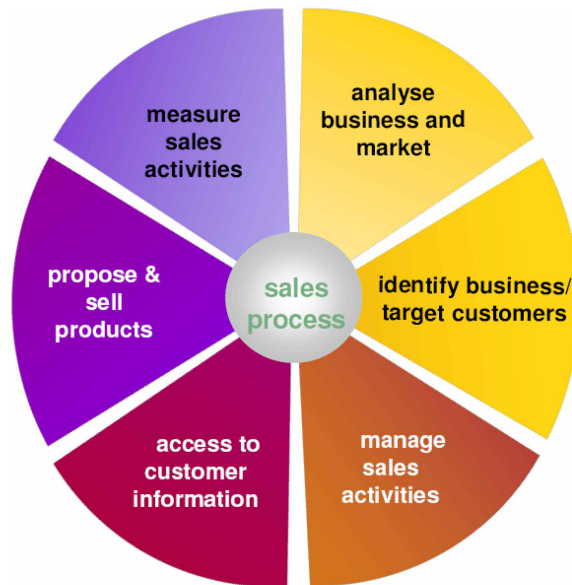 measure
sales
activities
analyse
business and
market
propose &
sell
products
sales
process
identify business/
target customers
access to
customer
information
manage
sales
activities